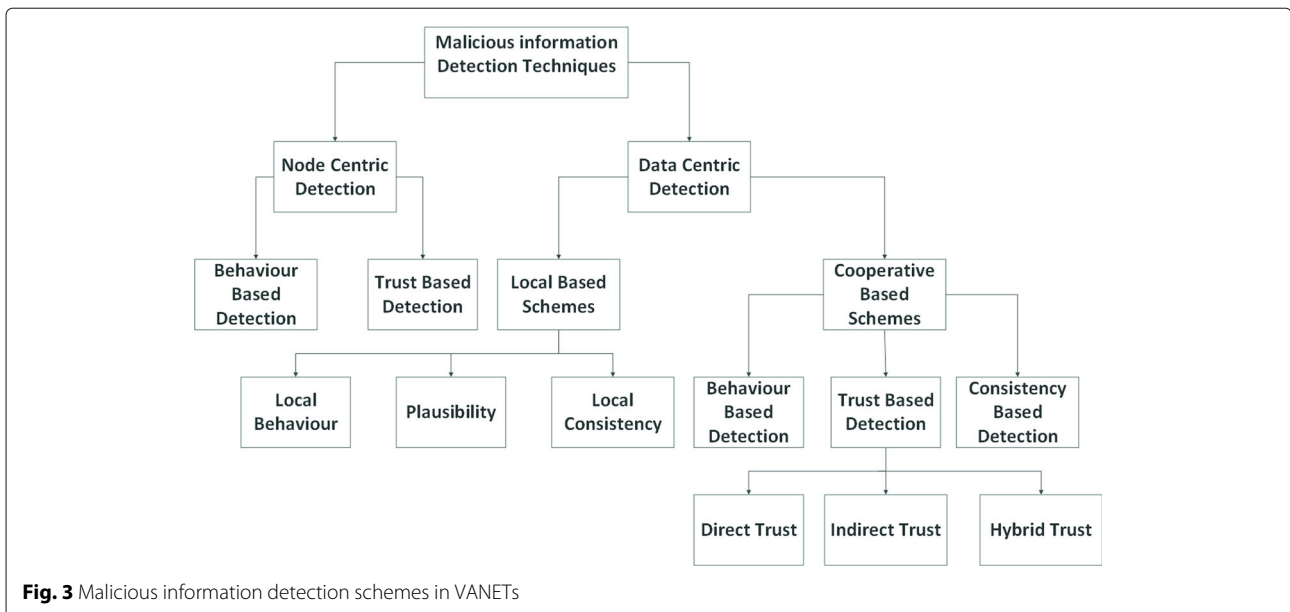 Malicious information
Detection Techniques
Node Centric
Detection
Data Centric
Detection
Behaviour
Based
Detection
Trust Based
Detection
Local Based
Schemes
Cooperative
Based
Schemes
Local
Behaviour
Plausibility
Local
Consistency
Behaviour
Based
Detection
Trust Based
Detection
Consistency
Based
Detection
Direct Trust
Indirect Trust
Hybrid Trust
Fig. 3 Malicious information detection schemes in VANETs